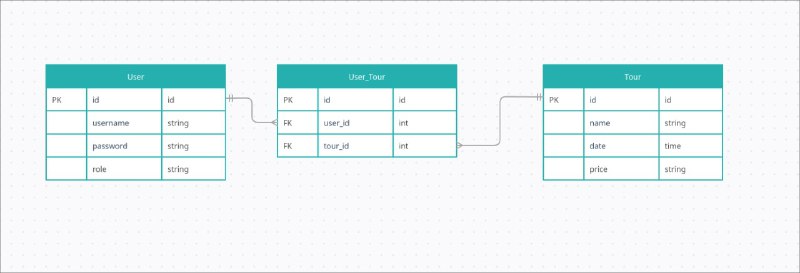 User
PK id id
username string
password string
role string
User_Tour
PK id id
FK user_id int
FK tour_id int
Tour
PK id id
name string
date time
price string